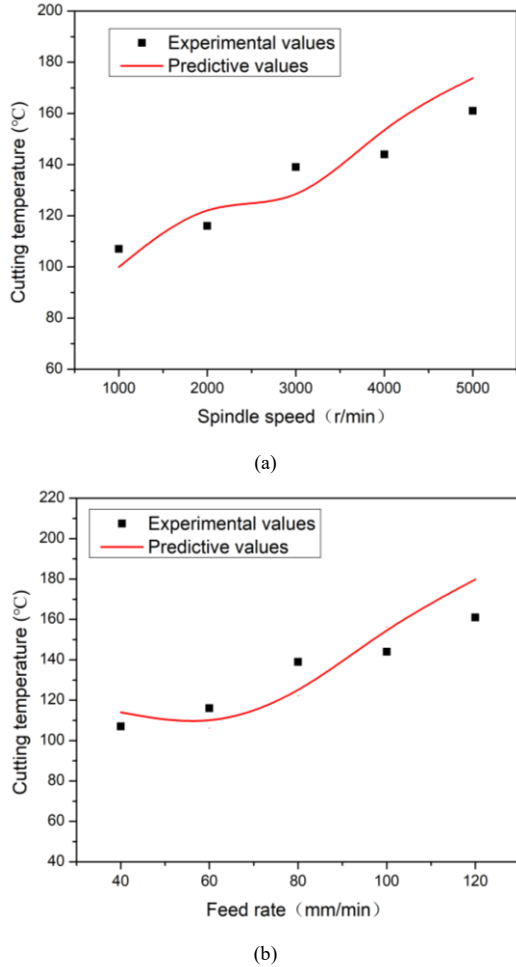 200
180
160
140
120
100
80
60
Cutting temperature (℃)
Experimental values
Predictive values
1000 2000 3000 4000 5000
Spindle speed（r/min）
(a)
220
200
180
160
140
120
100
80
60
40
Cutting temperature (℃)
Experimental values
Predictive values
40 60 80 100 120
Feed rate（mm/min）
(b)